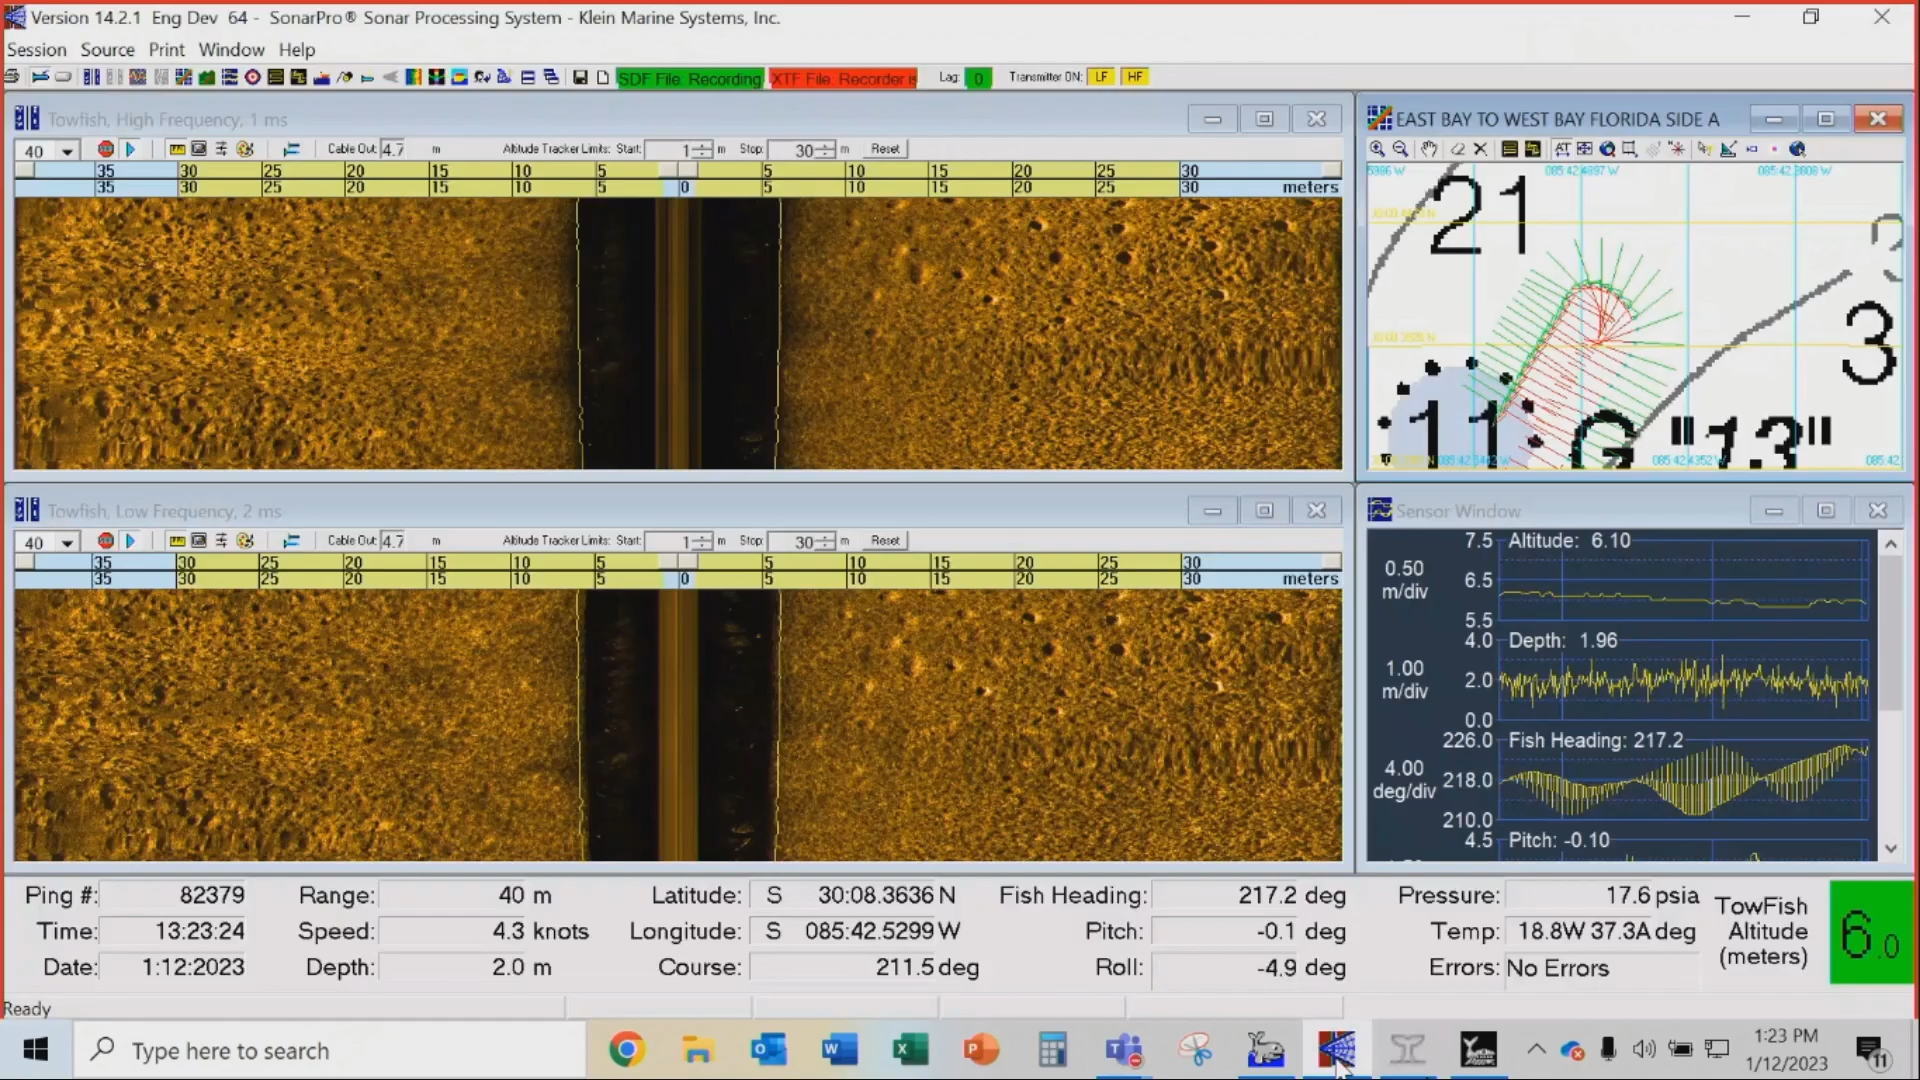 Version 14.2.1 Eng Dev 64 - SonarPro® Sonar Processing System - Klein Marine Systems, Inc.
Session Source Print Window Help
SDF File: Recording XTF File: Recorder is Lag: 0 Transmitter ON: LF HF
Towfish, High Frequency, 1 ms
40 Cable Out: 4.7 m Altitude Tracker Limits: Start: 1 m Stop: 30 m Reset
35 30 25 20 15 10 5 5 10 15 20 25 30
35 30 25 20 15 10 5 0 5 10 15 20 25 30 meters
EAST BAY TO WEST BAY FLORIDA SIDE A
085:42.4897 W
21
3
11 G "13"
085:42.4352 W 085:42
Towfish, Low Frequency, 2 ms
40 Cable Out: 4.7 m Altitude Tracker Limits: Start: 1 m Stop: 30 m Reset
35 30 25 20 15 10 5 5 10 15 20 25 30
35 30 25 20 15 10 5 0 5 10 15 20 25 30 meters
Sensor Window
7.5 Altitude: 6.10
0.50 m/div
6.5
5.5
4.0 Depth: 1.96
1.00 m/div
2.0
0.0
226.0 Fish Heading: 217.2
4.00 deg/div
218.0
210.0
4.5 Pitch: -0.10
Ping #: 82379 Range: 40 m Latitude: S 30:08.3636 N Fish Heading: 217.2 deg Pressure: 17.6 psia
Time: 13:23:24 Speed: 4.3 knots Longitude: S 085:42.5299 W Pitch: -0.1 deg Temp: 18.8W 37.3A deg
Date: 1:12:2023 Depth: 2.0 m Course: 211.5 deg Roll: -4.9 deg Errors: No Errors
TowFish Altitude (meters)
6.0
Ready
Type here to search
1:23 PM
1/12/2023
11